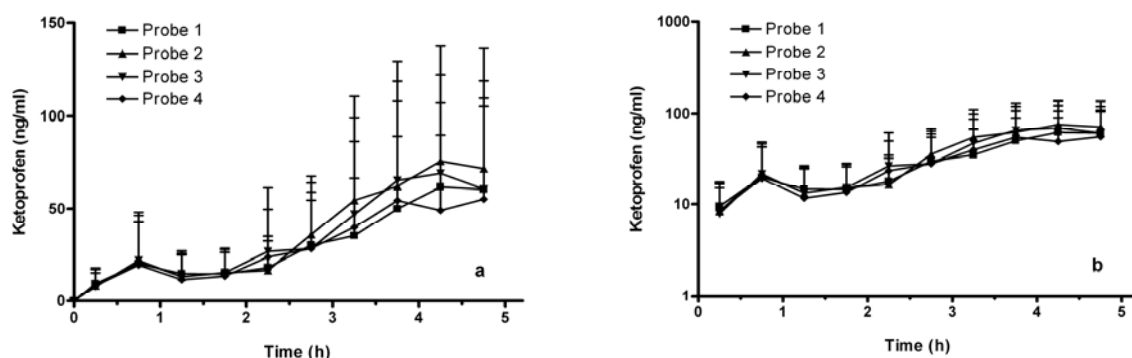 150
100
50
0
Ketoprofen (ng/ml)
Probe 1
Probe 2
Probe 3
Probe 4
a
0 1 2 3 4 5
Time (h)
1000
100
10
1
Ketoprofen (ng/ml)
Probe 1
Probe 2
Probe 3
Probe 4
b
0 1 2 3 4 5
Time (h)